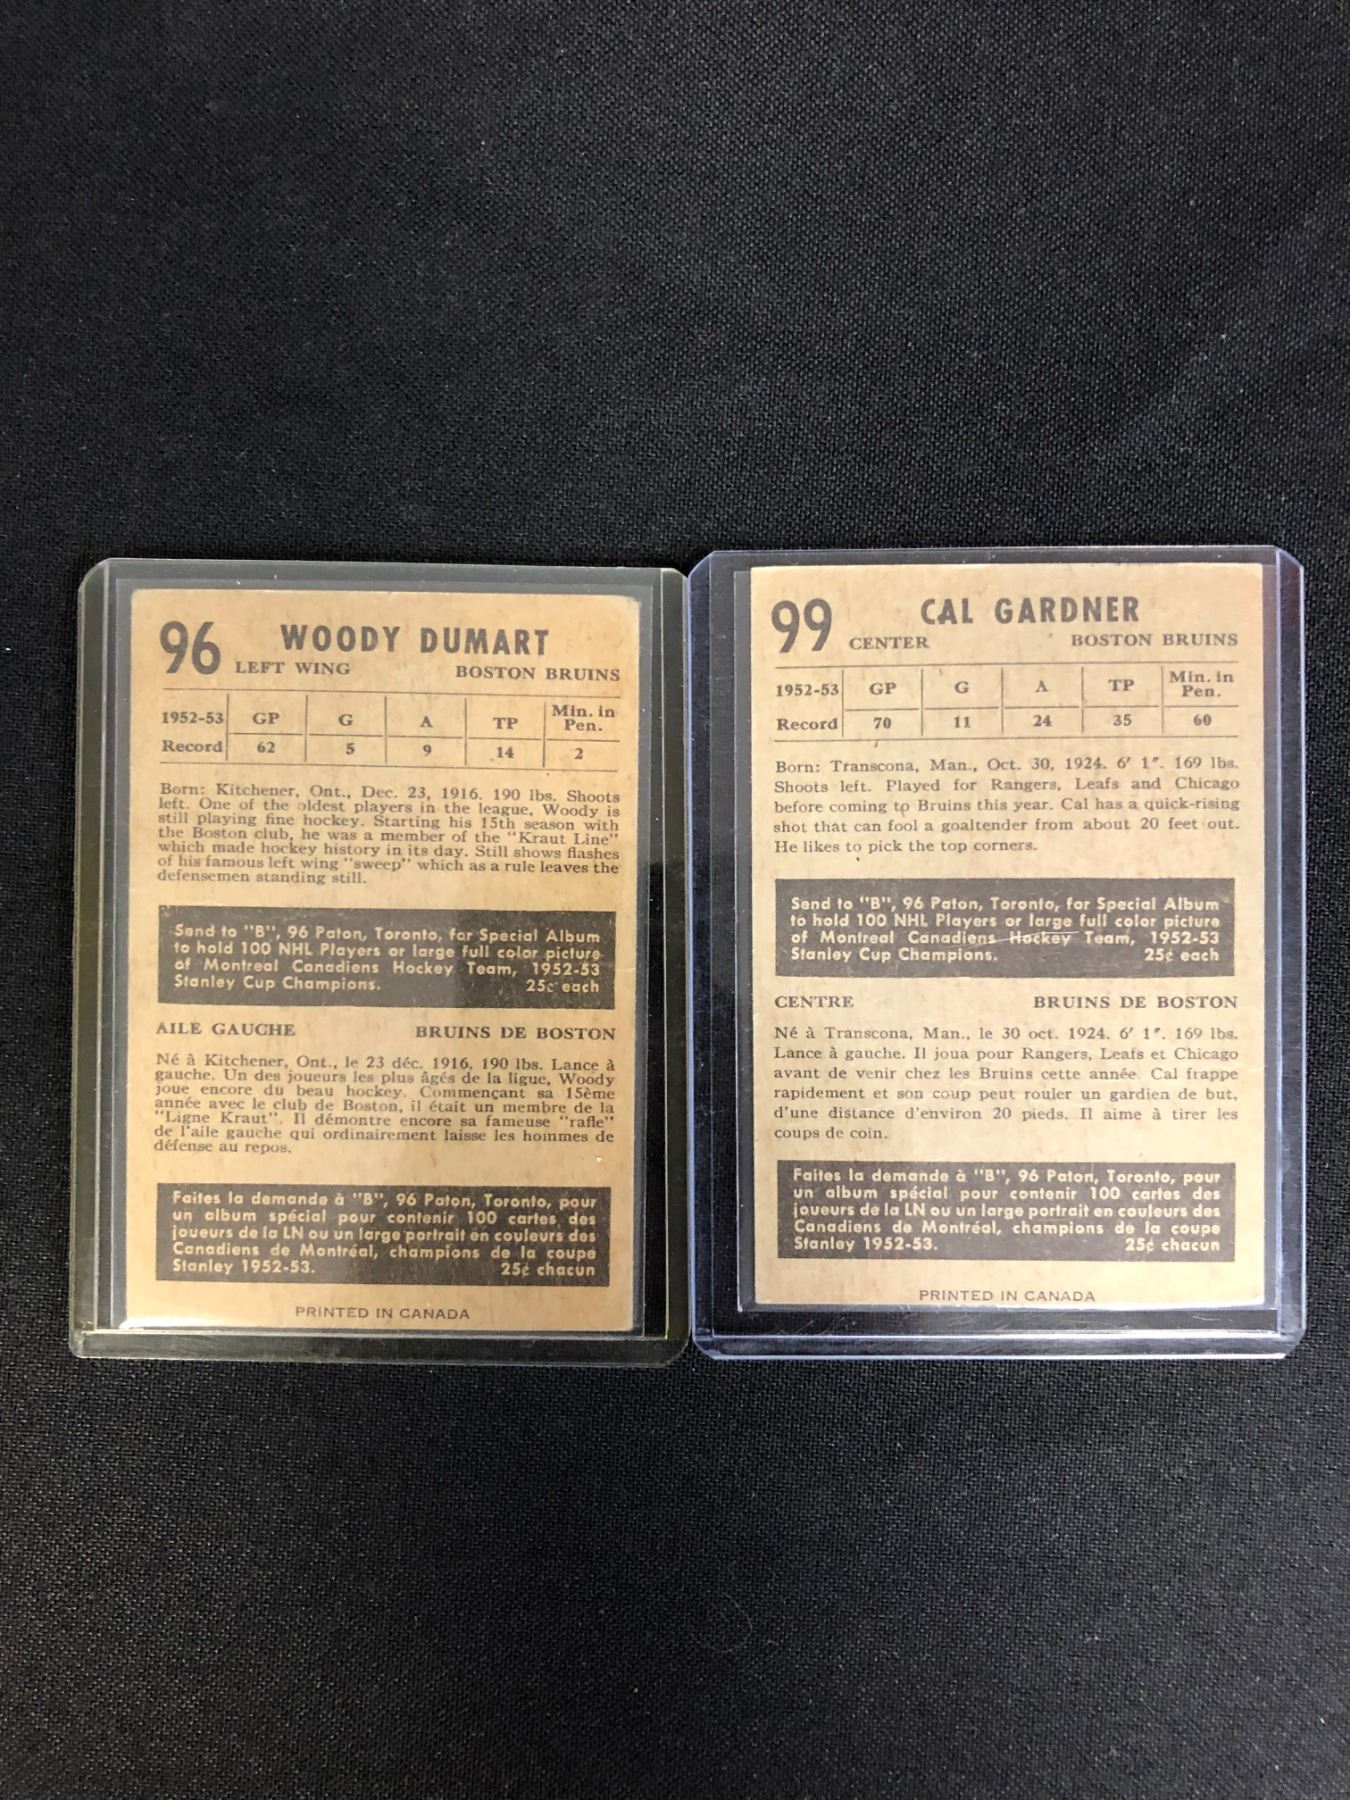 96 WOODY DUMART
LEFT WING BOSTON BRUINS
1952-53 GP G A TP Min. in Pen.
Record 62 5 9 14 2
Born: Kitchener, Ont., Dec. 23, 1916. 190 lbs. Shoots
left. One of the oldest players in the league, Woody is
still playing fine hockey. Starting his 15th season with
the Boston club, he was a member of the "Kraut Line"
which made hockey history in its day. Still shows flashes
of his famous left wing "sweep" which as a rule leaves the
defensemen standing still.
Send to "B", 96 Paton, Toronto, for Special Album
to hold 100 NHL Players or large full color picture
of Montreal Canadiens Hockey Team, 1952-53
Stanley Cup Champions. 25¢ each
AILE GAUCHE BRUINS DE BOSTON
Né à Kitchener, Ont., le 23 déc. 1916. 190 lbs. Lance à
gauche. Un des joueurs les plus âgés de la ligue, Woody
joue encore du beau hockey. Commençant sa 15ème
année avec le club de Boston, il était un membre de la
"Ligne Kraut". Il démontre encore sa fameuse "rafle"
de l'aile gauche qui ordinairement laisse les hommes de
défense au repos.
Faites la demande à "B", 96 Paton, Toronto, pour
un album spécial pour contenir 100 cartes des
joueurs de la LN ou un large portrait en couleurs des
Canadiens de Montréal, champions de la coupe
Stanley 1952-53. 25¢ chacun
PRINTED IN CANADA
99 CAL GARDNER
CENTER BOSTON BRUINS
1952-53 GP G A TP Min. in Pen.
Record 70 11 24 35 60
Born: Transcona, Man., Oct. 30, 1924. 6' 1". 169 lbs.
Shoots left. Played for Rangers, Leafs and Chicago
before coming to Bruins this year. Cal has a quick-rising
shot that can fool a goaltender from about 20 feet out.
He likes to pick the top corners.
Send to "B", 96 Paton, Toronto, for Special Album
to hold 100 NHL Players or large full color picture
of Montreal Canadiens Hockey Team, 1952-53
Stanley Cup Champions. 25¢ each
CENTRE BRUINS DE BOSTON
Né à Transcona, Man., le 30 oct. 1924. 6' 1". 169 lbs.
Lance à gauche. Il joua pour Rangers, Leafs et Chicago
avant de venir chez les Bruins cette année. Cal frappe
rapidement et son coup peut rouler un gardien de but,
d'une distance d'environ 20 pieds. Il aime à tirer les
coups de coin.
Faites la demande à "B", 96 Paton, Toronto, pour
un album spécial pour contenir 100 cartes des
joueurs de la LN ou un large portrait en couleurs des
Canadiens de Montréal, champions de la coupe
Stanley 1952-53. 25¢ chacun
PRINTED IN CANADA